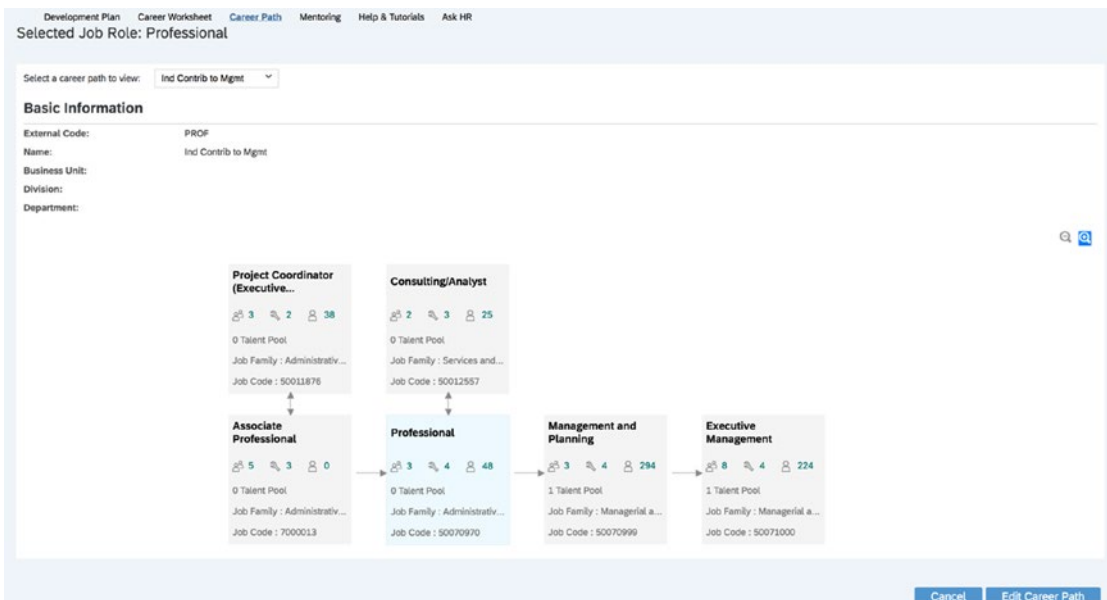 Development Plan Career Worksheet Career Path Mentoring Help & Tutorials Ask HR
Selected Job Role: Professional
Select a career path to view: Ind Contrib to Mgmt
Basic Information
External Code: PROF
Name: Ind Contrib to Mgmt
Business Unit:
Division:
Department:
Project Coordinator
(Executive...
3 2 38
0 Talent Pool
Job Family : Administrativ...
Job Code : 50011876
Consulting/Analyst
2 3 25
0 Talent Pool
Job Family : Services and...
Job Code : 50012557
Associate
Professional
5 3 0
0 Talent Pool
Job Family : Administrativ...
Job Code : 7000013
Professional
3 4 48
0 Talent Pool
Job Family : Administrativ...
Job Code : 50070970
Management and
Planning
3 4 294
1 Talent Pool
Job Family : Managerial a...
Job Code : 50070999
Executive
Management
8 4 224
1 Talent Pool
Job Family : Managerial a...
Job Code : 50071000
Cancel Edit Career Path